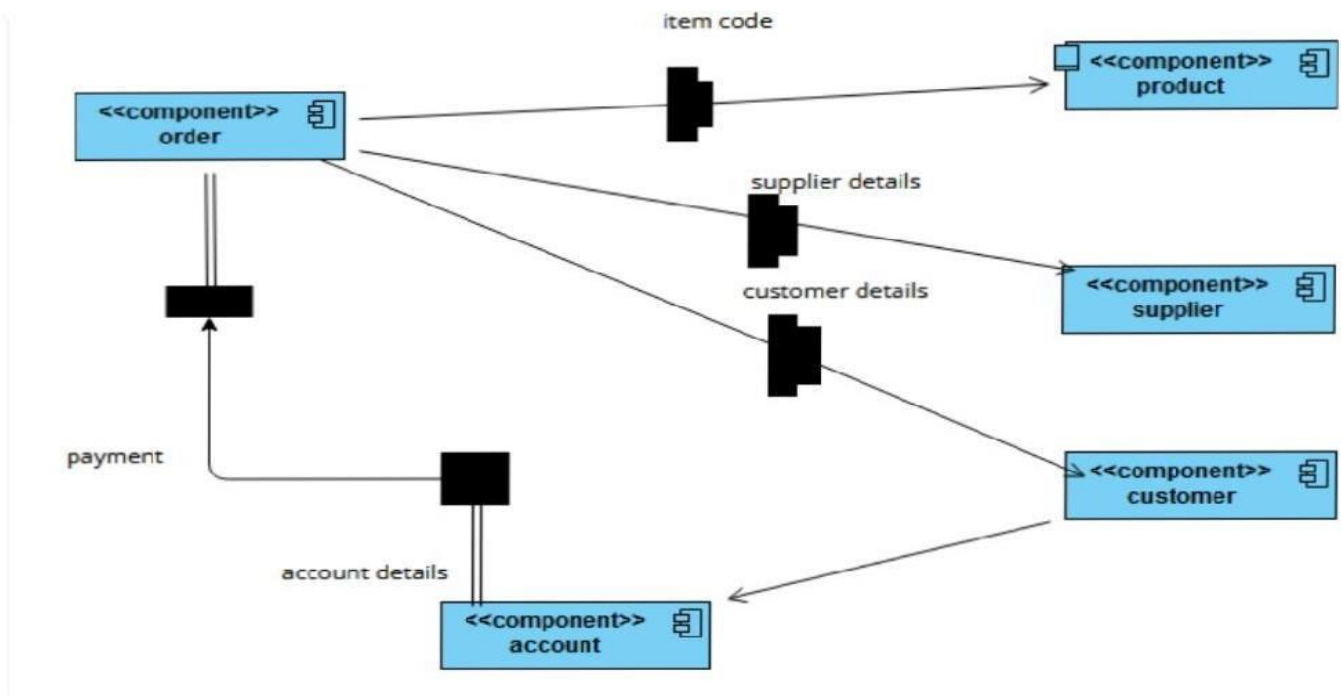 item code
<<component>>
product
<<component>>
order
supplier details
<<component>>
supplier
customer details
payment
<<component>>
customer
account details
<<component>>
account